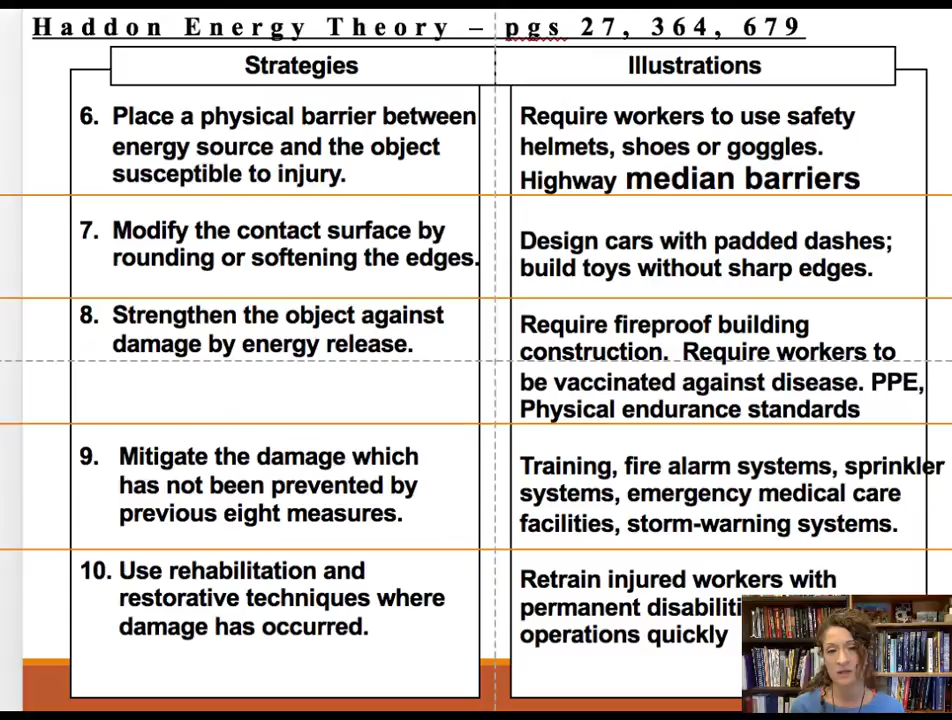 Haddon Energy Theory – pgs 27, 364, 679
Strategies
Illustrations
6. Place a physical barrier between
energy source and the object
susceptible to injury.
Require workers to use safety
helmets, shoes or goggles.
Highway median barriers
7. Modify the contact surface by
rounding or softening the edges.
Design cars with padded dashes;
build toys without sharp edges.
8. Strengthen the object against
damage by energy release.
Require fireproof building
construction. Require workers to
be vaccinated against disease. PPE,
Physical endurance standards
9. Mitigate the damage which
has not been prevented by
previous eight measures.
Training, fire alarm systems, sprinkler
systems, emergency medical care
facilities, storm-warning systems.
10. Use rehabilitation and
restorative techniques where
damage has occurred.
Retrain injured workers with
permanent
operations quickly